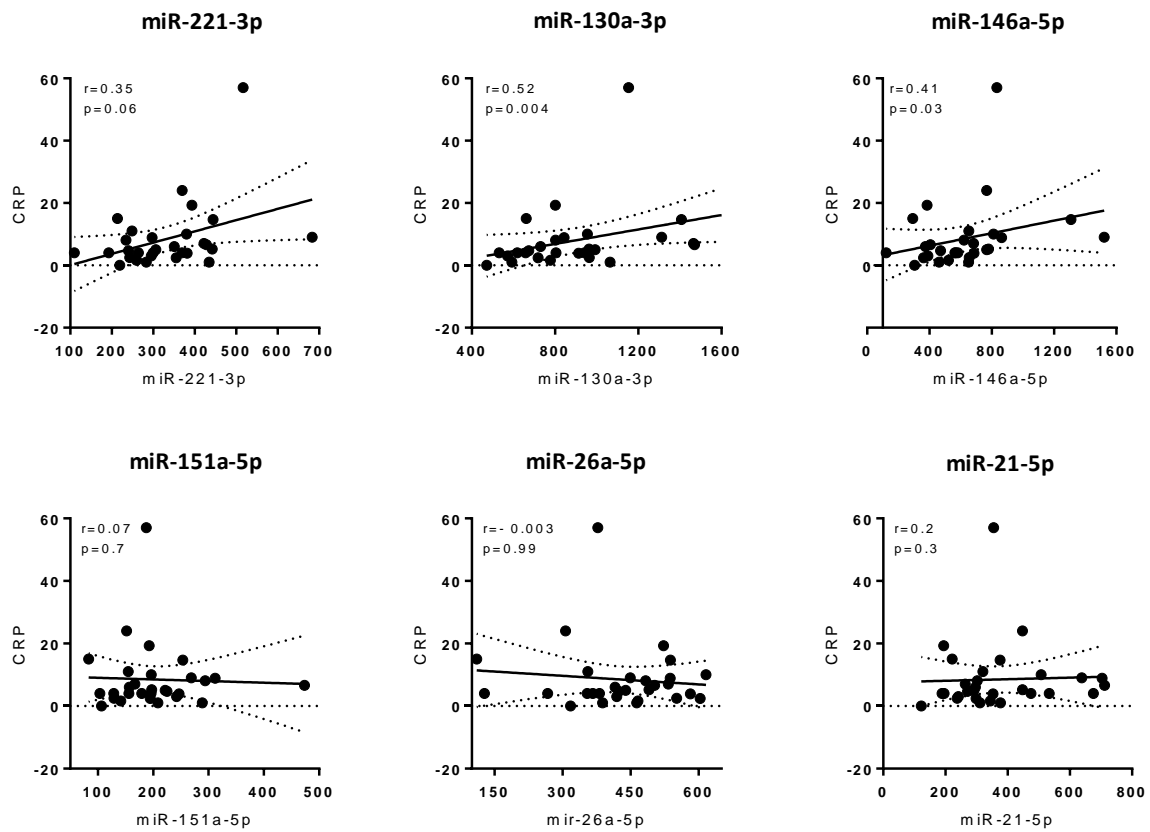 miR-221-3p
r=0.35
p=0.06
CRP
60
40
20
0
-20
100 200 300 400 500 600 700
miR-221-3p
miR-130a-3p
r=0.52
p=0.004
CRP
60
40
20
0
-20
400 800 1200 1600
miR-130a-3p
miR-146a-5p
r=0.41
p=0.03
CRP
60
40
20
0
-20
0 400 800 1200 1600
miR-146a-5p
miR-151a-5p
r=0.07
p=0.7
CRP
60
40
20
0
-20
100 200 300 400 500
miR-151a-5p
miR-26a-5p
r=- 0.003
p=0.99
CRP
60
40
20
0
-20
150 300 450 600
mir-26a-5p
miR-21-5p
r=0.2
p=0.3
CRP
60
40
20
0
-20
0 200 400 600 800
miR-21-5p